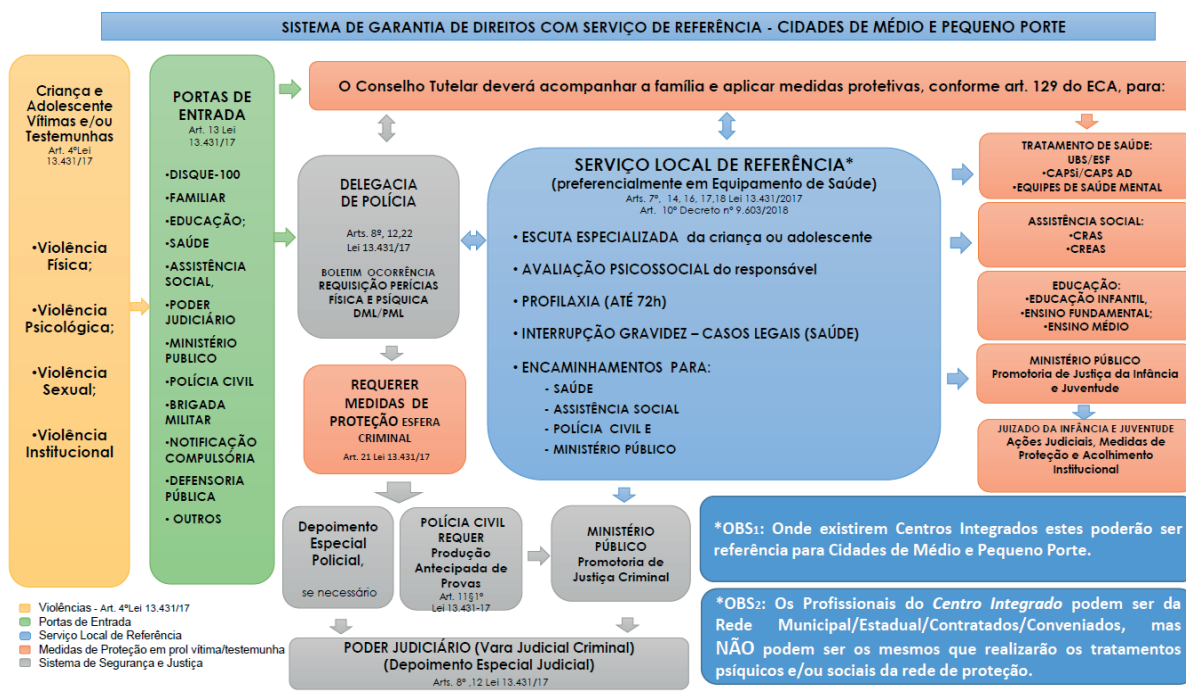 SISTEMA DE GARANTIA DE DIREITOS COM SERVIÇO DE REFERÊNCIA - CIDADES DE MÉDIO E PEQUENO PORTE
Criança e
Adolescente
Vítimas e/ou
Testemunhas
Art. 4ºLei
13.431/17
•Violência
Física;
•Violência
Psicológica;
•Violência
Sexual;
•Violência
Institucional
PORTAS DE
ENTRADA
Art. 13 Lei
13.431/17
•DISQUE-100
•FAMILIAR
•EDUCAÇÃO;
•SAÚDE
•ASSISTÊNCIA
SOCIAL,
•PODER
JUDICIÁRIO
•MINISTÉRIO
PUBLICO
•POLÍCIA CIVIL
•BRIGADA
MILITAR
•NOTIFICAÇÃO
COMPULSÓRIA
•DEFENSORIA
PÚBLICA
• OUTROS
O Conselho Tutelar deverá acompanhar a família e aplicar medidas protetivas, conforme art. 129 do ECA, para:
DELEGACIA
DE POLÍCIA
Arts. 8º, 12,22
Lei 13.431/17
BOLETIM OCORRÊNCIA
REQUISIÇÃO PERÍCIAS
FÍSICA E PSÍQUICA
DML/PML
REQUERER
MEDIDAS DE
PROTEÇÃO ESFERA
CRIMINAL
Art. 21 Lei 13.431/17
SERVIÇO LOCAL DE REFERÊNCIA*
(preferencialmente em Equipamento de Saúde)
Arts. 7º, 14, 16, 17,18 Lei 13.431/2017
Art. 10º Decreto nº 9.603/2018
• ESCUTA ESPECIALIZADA da criança ou adolescente
• AVALIAÇÃO PSICOSSOCIAL do responsável
• PROFILAXIA (ATÉ 72h)
• INTERRUPÇÃO GRAVIDEZ – CASOS LEGAIS (SAÚDE)
• ENCAMINHAMENTOS PARA:
- SAÚDE
- ASSISTÊNCIA SOCIAL
- POLÍCIA CIVIL E
- MINISTÉRIO PÚBLICO
TRATAMENTO DE SAÚDE:
UBS/ESF
•CAPSi/CAPS AD
•EQUIPES DE SAÚDE MENTAL
ASSISTÊNCIA SOCIAL:
•CRAS
•CREAS
EDUCAÇÃO:
•EDUCAÇÃO INFANTIL,
•ENSINO FUNDAMENTAL;
•ENSINO MÉDIO
MINISTÉRIO PÚBLICO
Promotoria de Justiça da Infância
e Juventude
JUIZADO DA INFÂNCIA E JUVENTUDE
Ações Judiciais, Medidas de
Proteção e Acolhimento
Institucional
Depoimento
Especial
Policial,
se necessário
POLÍCIA CIVIL
REQUER
Produção
Antecipada de
Provas
Art. 11§1º
Lei 13.431-17
MINISTÉRIO
PÚBLICO
Promotoria de
Justiça Criminal
PODER JUDICIÁRIO (Vara Judicial Criminal)
(Depoimento Especial Judicial)
Arts. 8º ,12 Lei 13.431/17
*OBS1: Onde existirem Centros Integrados estes poderão ser
referência para Cidades de Médio e Pequeno Porte.
*OBS2: Os Profissionais do Centro Integrado podem ser da
Rede Municipal/Estadual/Contratados/Conveniados, mas
NÃO podem ser os mesmos que realizarão os tratamentos
psíquicos e/ou sociais da rede de proteção.
Violências - Art. 4ºLei 13.431/17
Portas de Entrada
Serviço Local de Referência
Medidas de Proteção em prol vítima/testemunha
Sistema de Segurança e Justiça